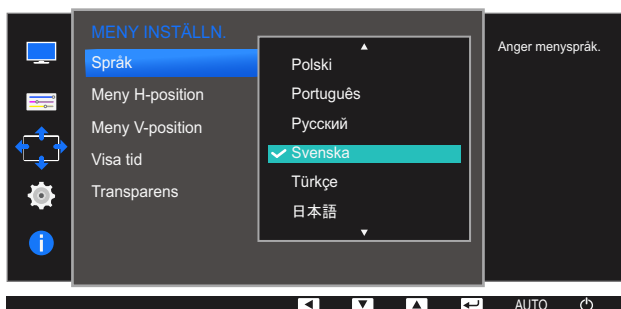 MENY INSTÄLLN.
Språk
Meny H-position
Meny V-position
Visa tid
Transparens
Polski
Português
Русский
Svenska
Türkçe
日本語
Anger menyspråk.
AUTO